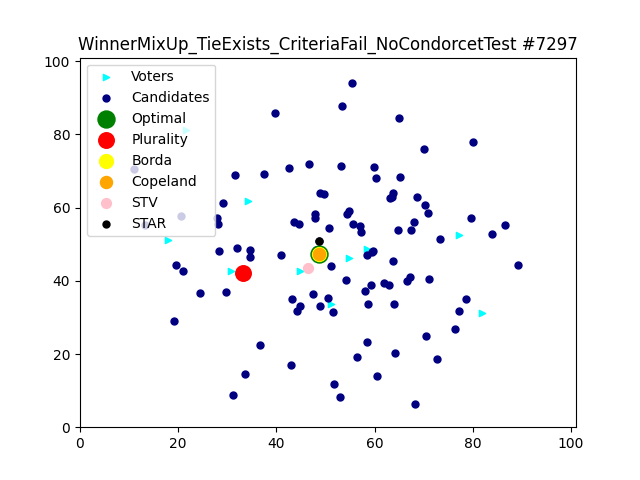 WinnerMixUp_TieExists_CriteriaFail_NoCondorcetTest #7297
100
80
60
40
20
0
Voters
Candidates
Optimal
Plurality
Borda
Copeland
STV
STAR
0 20 40 60 80 100